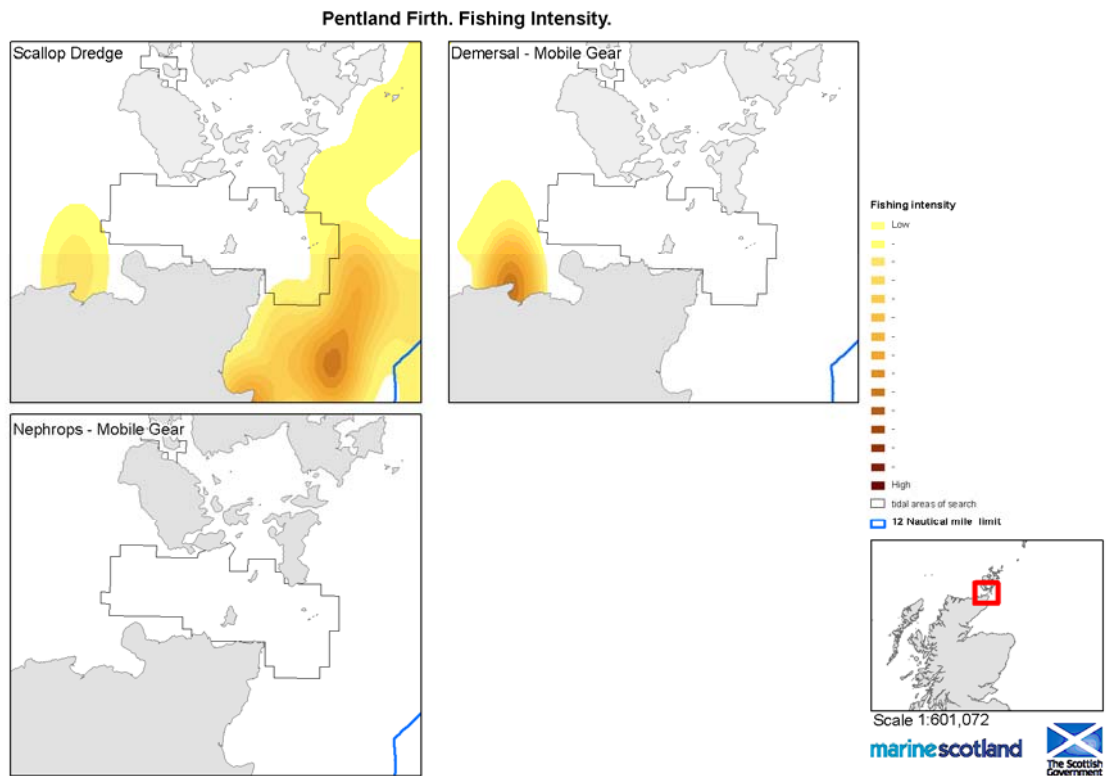 Pentland Firth. Fishing Intensity.
Scallop Dredge
Demersal - Mobile Gear
Nephrops - Mobile Gear
Fishing intensity
Low
-
-
-
-
-
-
-
-
-
-
-
-
-
High
tidal areas of search
12 Nautical mile limit
Scale 1:601,072
marinescotland
The Scottish
Government